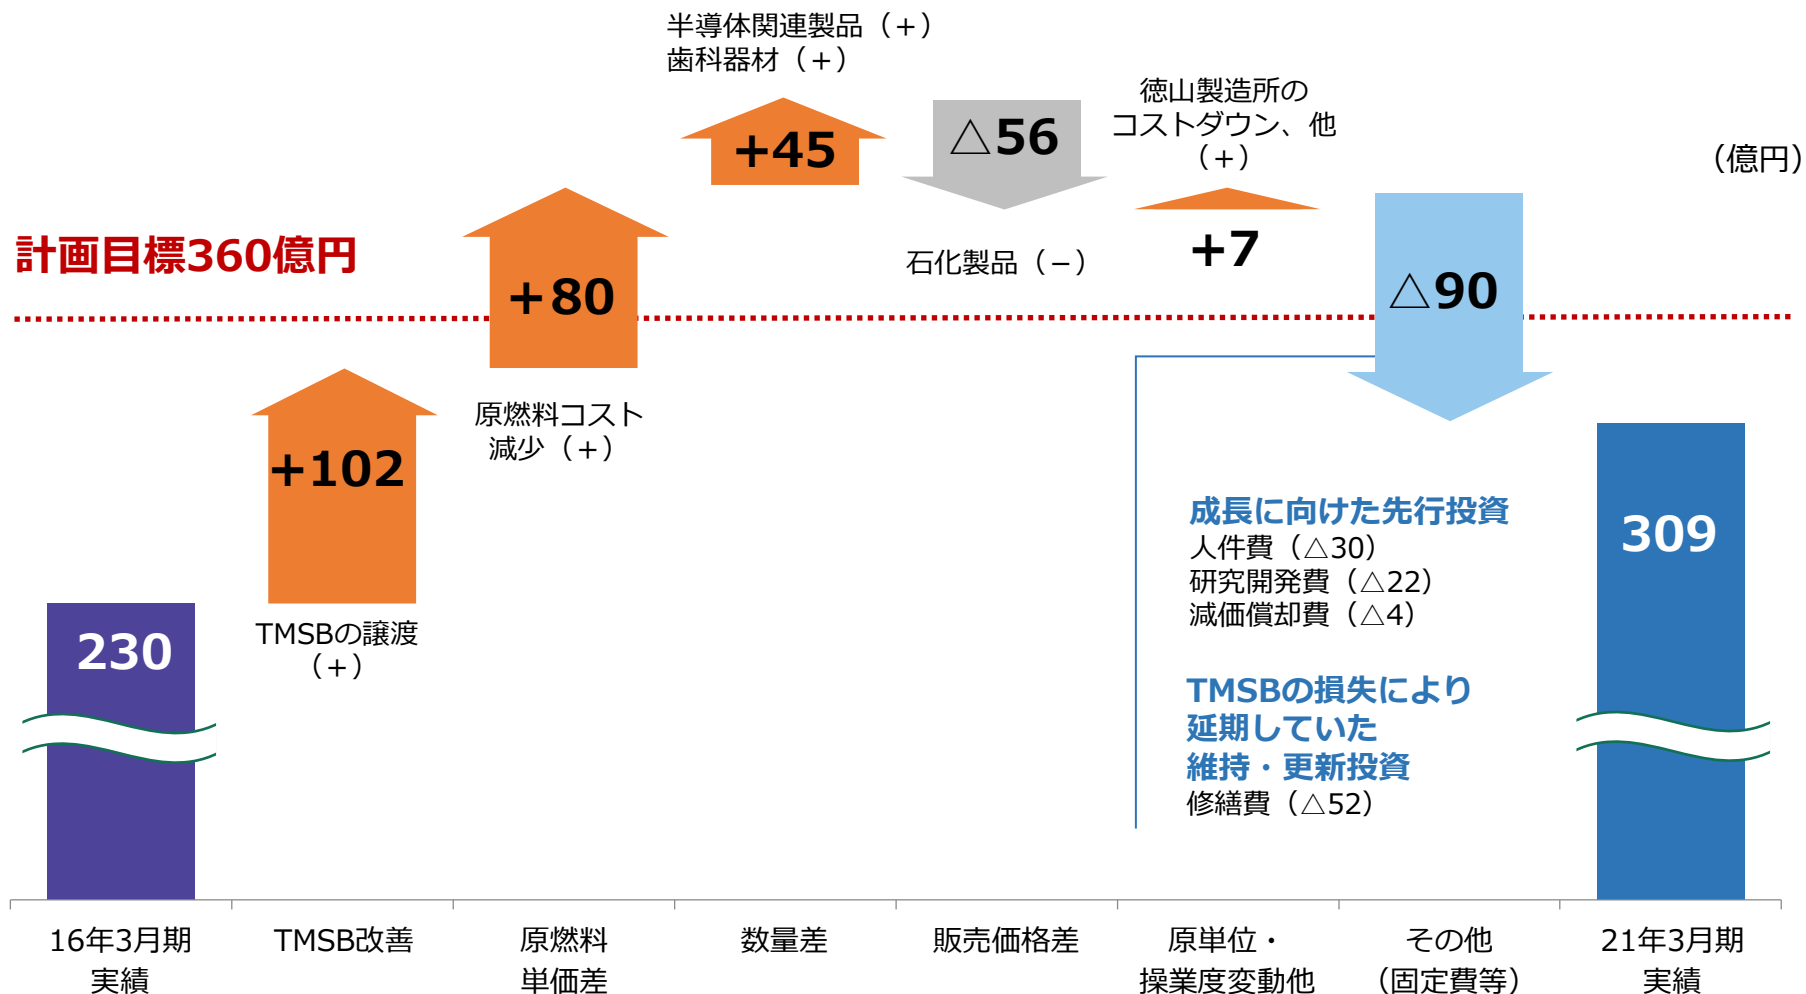 半導体関連製品（+）
歯科器材（+）
+45
△56
徳山製造所の
コストダウン、他
（+）
（億円）
計画目標360億円
+80
石化製品（−）
+7
△90
原燃料コスト
減少（+）
+102
成長に向けた先行投資
人件費（△30）
研究開発費（△22）
減価償却費（△4）
309
230
TMSBの譲渡
（+）
TMSBの損失により
延期していた
維持・更新投資
修繕費（△52）
16年3月期
実績
TMSB改善
原燃料
単価差
数量差
販売価格差
原単位・
操業度変動他
その他
（固定費等）
21年3月期
実績